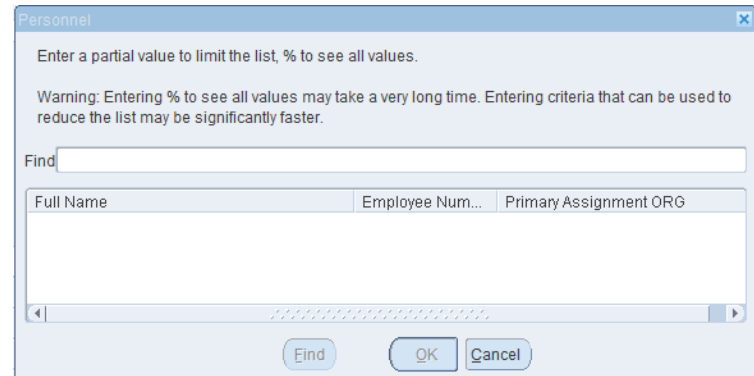 Personnel
Enter a partial value to limit the list, % to see all values.
Warning: Entering % to see all values may take a very long time. Entering criteria that can be used to
reduce the list may be significantly faster.
Find
Full Name Employee Num... Primary Assignment ORG
Find OK Cancel